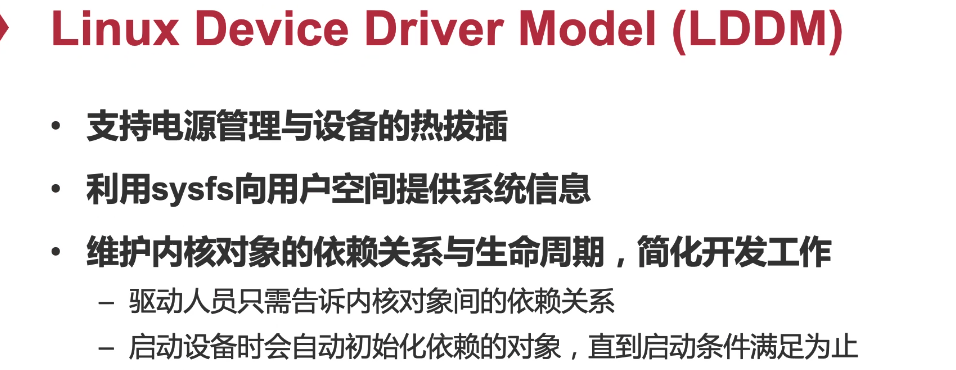 Linux Device Driver Model (LDDM)
• 支持电源管理与设备的热拔插
• 利用sysfs向用户空间提供系统信息
• 维护内核对象的依赖关系与生命周期，简化开发工作
– 驱动人员只需告诉内核对象间的依赖关系
– 启动设备时会自动初始化依赖的对象，直到启动条件满足为止